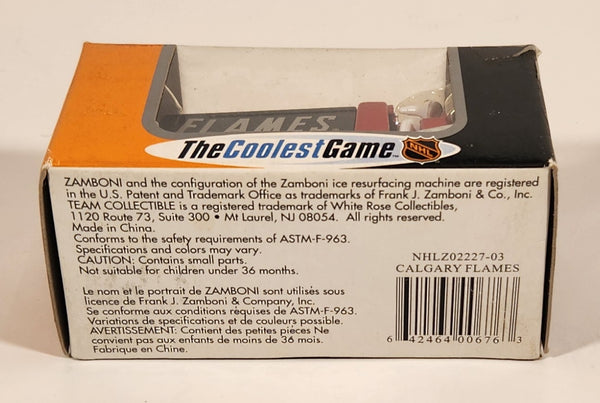 FLAMES
TheCoolestGame™ NHL
ZAMBONI and the configuration of the Zamboni ice resurfacing machine are registered
in the U.S. Patent and Trademark Office as trademarks of Frank J. Zamboni & Co., Inc.
TEAM COLLECTIBLE is a registered trademark of White Rose Collectibles,
1120 Route 73, Suite 300 • Mt Laurel, NJ 08054. All rights reserved.
Made in China.
Conforms to the safety requirements of ASTM-F-963.
Specifications and colors may vary.
CAUTION: Contains small parts.
Not suitable for children under 36 months.
Le nom et le portrait de ZAMBONI sont utilisés sous
licence de Frank J. Zamboni & Company, Inc.
Se conforme aux conditions réquises de ASTM-F-963.
Variations de specifications et de couleurs possible.
AVERTISSEMENT: Contient des petites piéces Ne
convient pas aux enfants de moins de 36 mois.
Fabrique en Chine.
NHLZ02227-03
CALGARY FLAMES
6 42464 00676 3